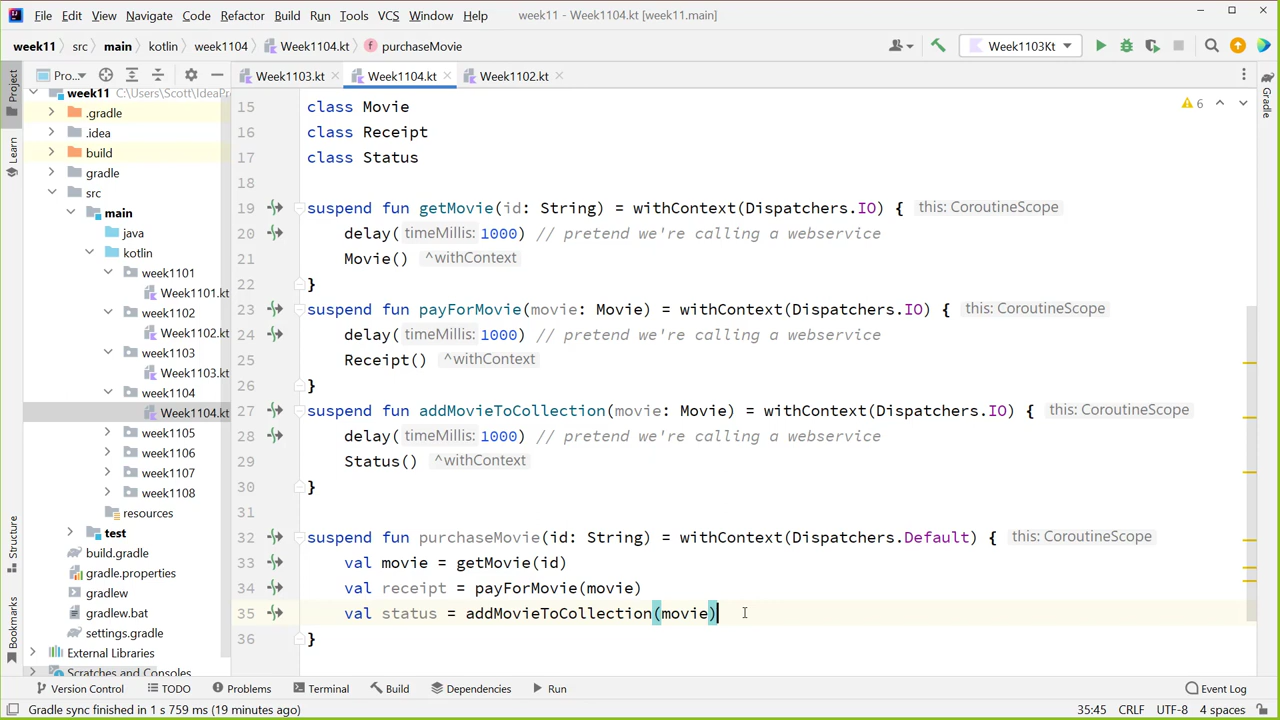 File Edit View Navigate Code Refactor Build Run Tools VCS Window Help week11 - Week1104.kt [week11.main]
week11 src main kotlin week1104 Week1104.kt purchaseMovie Week1103Kt
Pro... Week1103.kt Week1104.kt Week1102.kt
Project
Learn
Structure
Bookmarks
Gradle
week11 C:\Users\Scott\IdeaPr
.gradle
.idea
build
gradle
src
main
java
kotlin
week1101
Week1101.kt
week1102
Week1102.kt
week1103
Week1103.kt
week1104
Week1104.kt
week1105
week1106
week1107
week1108
resources
test
build.gradle
gradle.properties
gradlew
gradlew.bat
settings.gradle
External Libraries
Scratches and Consoles
6
15 class Movie
16 class Receipt
17 class Status
18
19 suspend fun getMovie(id: String) = withContext(Dispatchers.IO) { this: CoroutineScope
20 delay( timeMillis: 1000) // pretend we're calling a webservice
21 Movie() ^withContext
22 }
23 suspend fun payForMovie(movie: Movie) = withContext(Dispatchers.IO) { this: CoroutineScope
24 delay( timeMillis: 1000) // pretend we're calling a webservice
25 Receipt() ^withContext
26 }
27 suspend fun addMovieToCollection(movie: Movie) = withContext(Dispatchers.IO) { this: CoroutineScope
28 delay( timeMillis: 1000) // pretend we're calling a webservice
29 Status() ^withContext
30 }
31
32 suspend fun purchaseMovie(id: String) = withContext(Dispatchers.Default) { this: CoroutineScope
33 val movie = getMovie(id)
34 val receipt = payForMovie(movie)
35 val status = addMovieToCollection(movie)
36 }
Version Control TODO Problems Terminal Build Dependencies Run Event Log
Gradle sync finished in 1 s 759 ms (19 minutes ago) 35:45 CRLF UTF-8 4 spaces